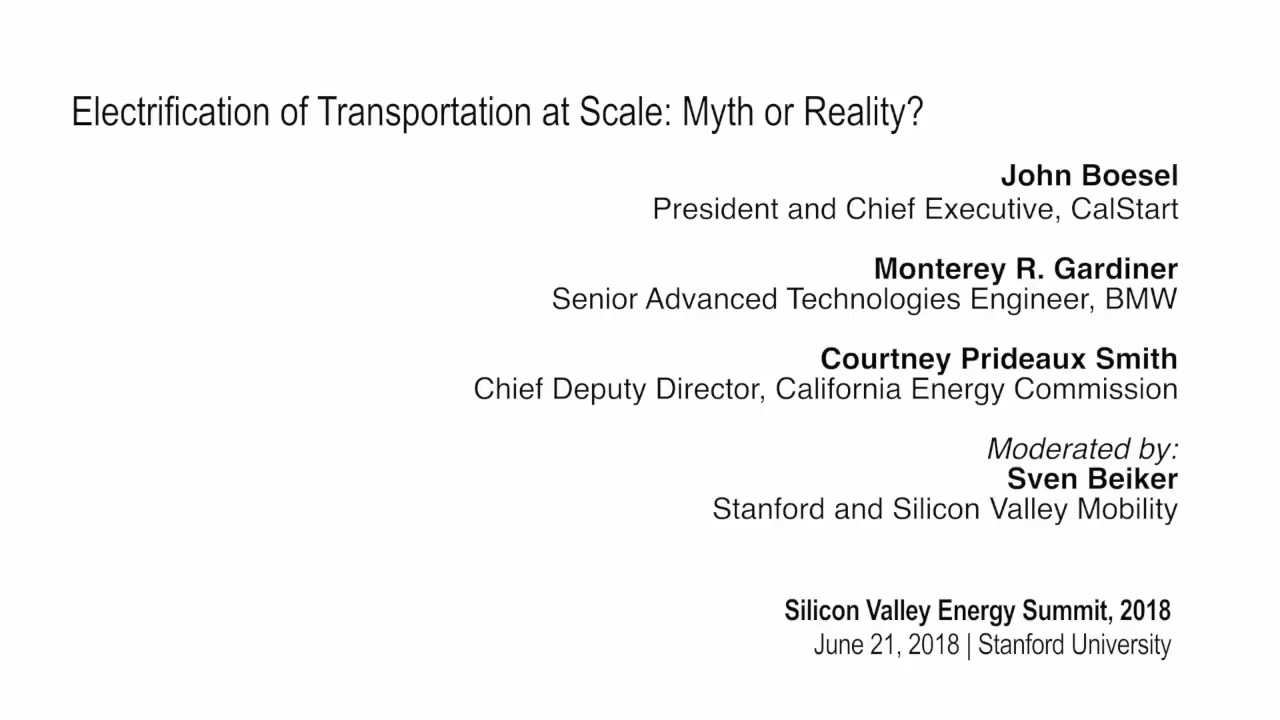 Electrification of Transportation at Scale: Myth or Reality?
John Boesel
President and Chief Executive, CalStart
Monterey R. Gardiner
Senior Advanced Technologies Engineer, BMW
Courtney Prideaux Smith
Chief Deputy Director, California Energy Commission
Moderated by:
Sven Beiker
Stanford and Silicon Valley Mobility
Silicon Valley Energy Summit, 2018
June 21, 2018 | Stanford University